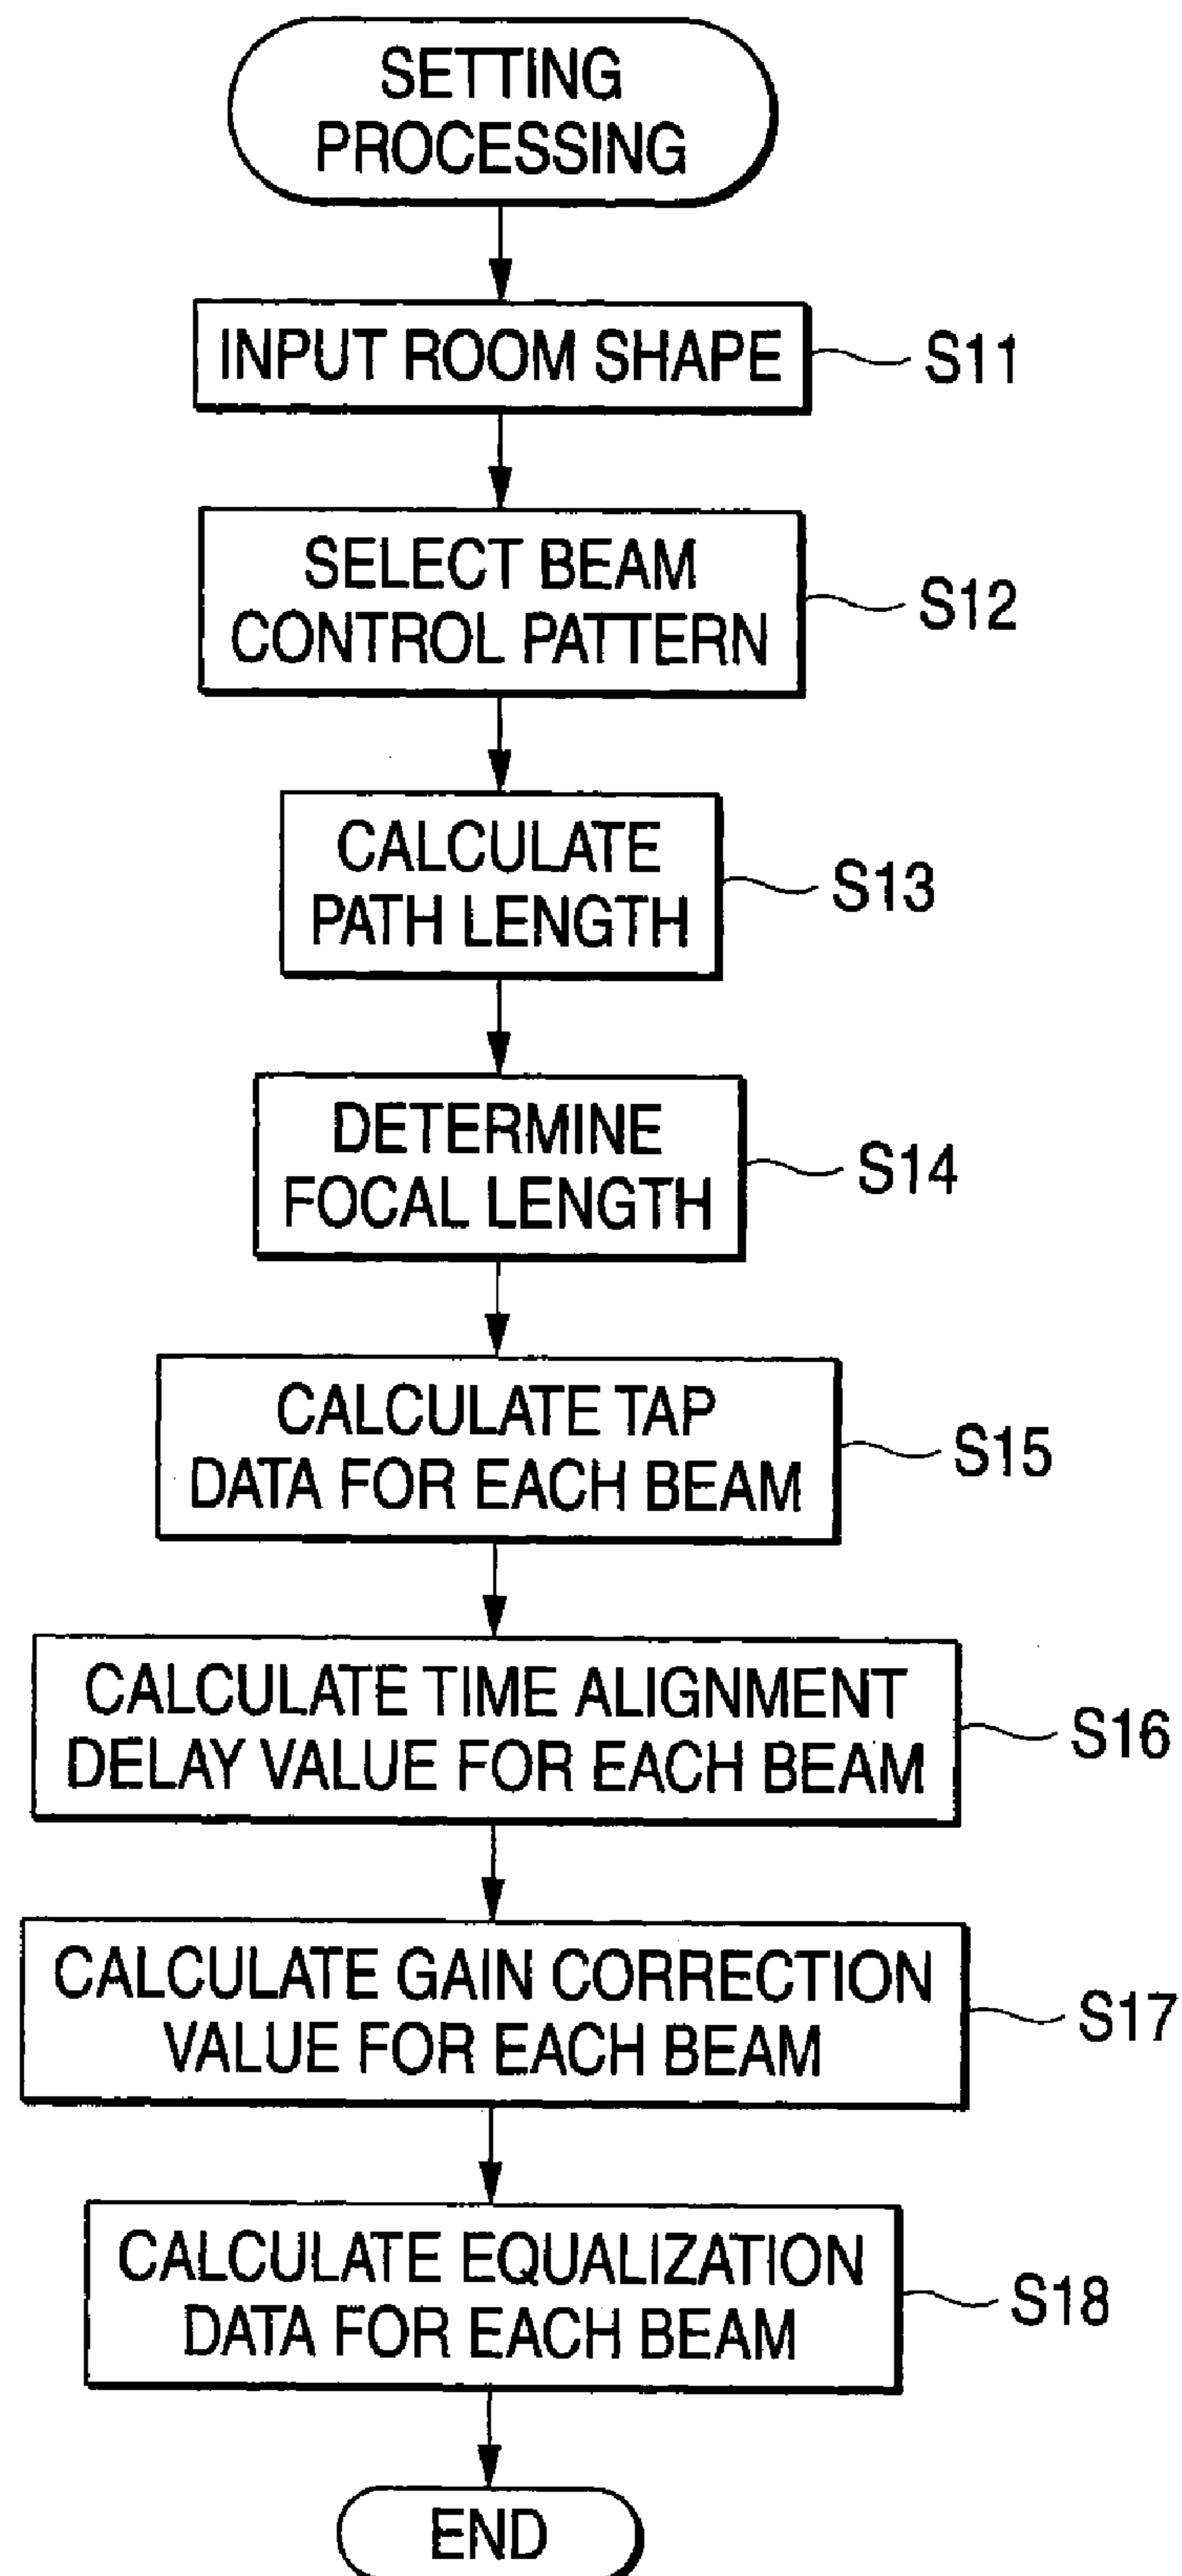 SETTING
PROCESSING
INPUT ROOM SHAPE
S11
SELECT BEAM
CONTROL PATTERN
S12
CALCULATE
PATH LENGTH
S13
DETERMINE
FOCAL LENGTH
S14
CALCULATE TAP
DATA FOR EACH BEAM
S15
CALCULATE TIME ALIGNMENT
DELAY VALUE FOR EACH BEAM
S16
CALCULATE GAIN CORRECTION
VALUE FOR EACH BEAM
S17
CALCULATE EQUALIZATION
DATA FOR EACH BEAM
S18
END